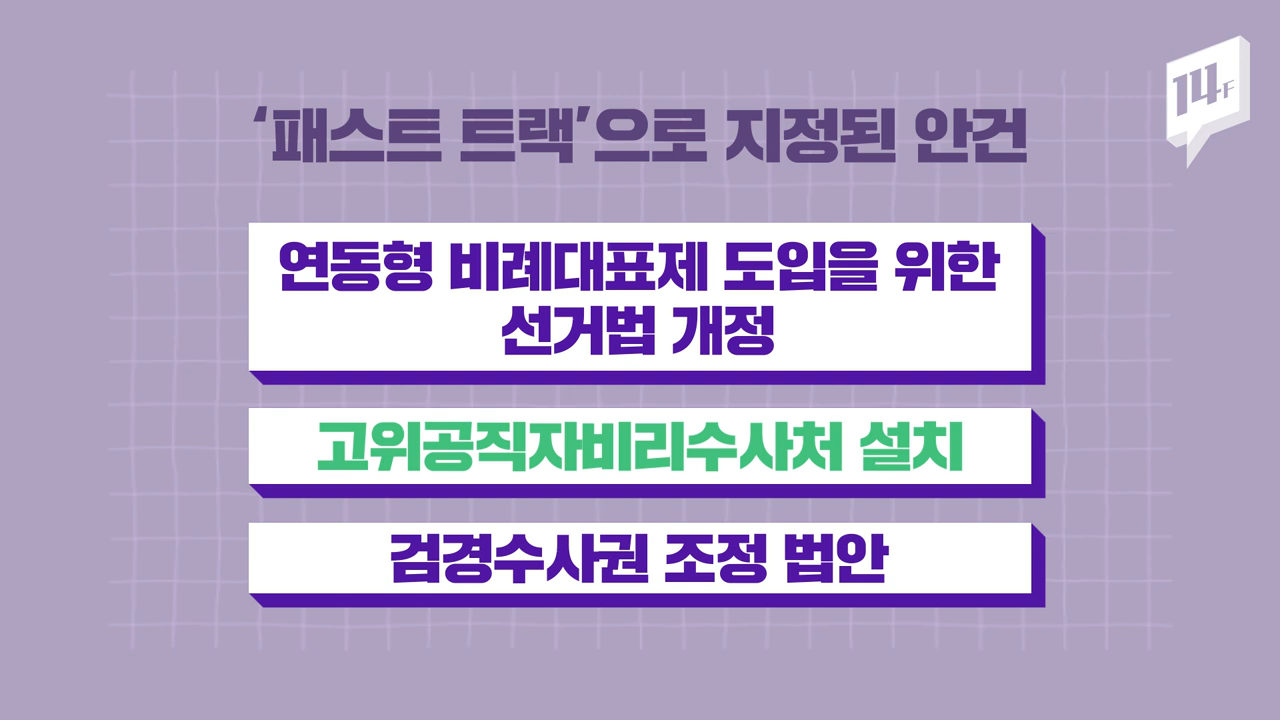 14F
‘패스트 트랙’으로 지정된 안건
연동형 비례대표제 도입을 위한
선거법 개정
고위공직자비리수사처 설치
검경수사권 조정 법안